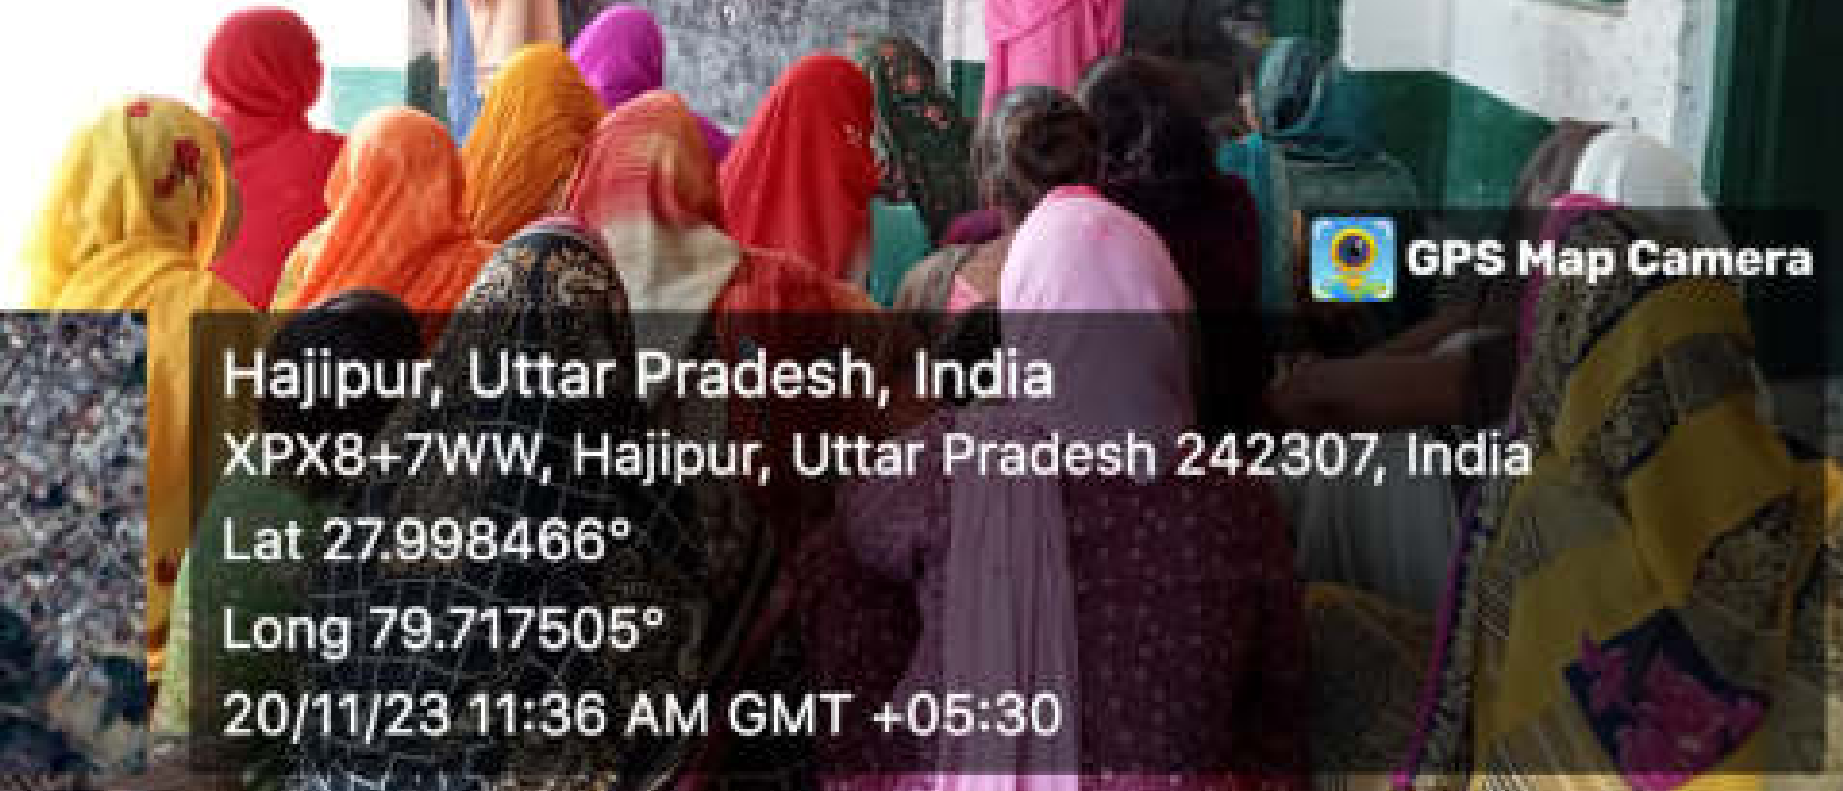 GPS Map Camera
Hajipur, Uttar Pradesh, India
XPX8+7WW, Hajipur, Uttar Pradesh 242307, India
Lat 27.998466°
Long 79.717505°
20/11/23 11:36 AM GMT +05:30